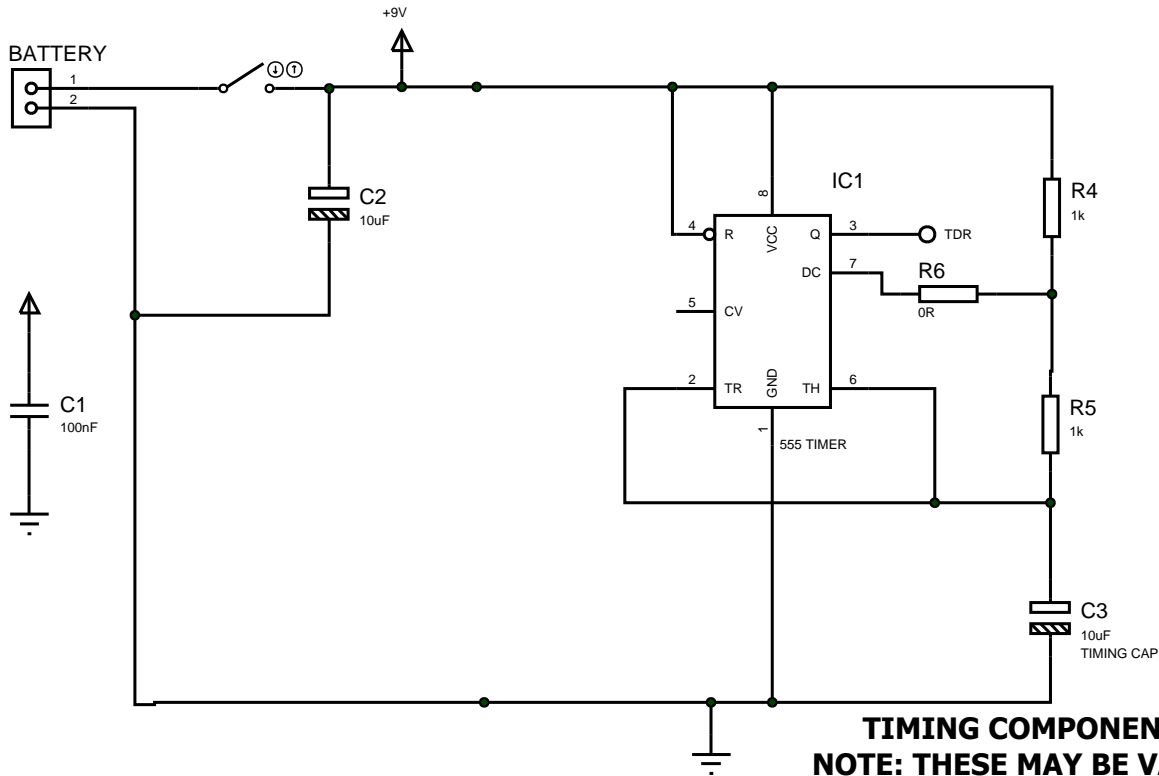 +9V
BATTERY
1
2
C2
10uF
IC1
R4
1k
8
VCC
4
R
Q
3
TDR
DC
7
R6
0R
5
CV
C1
100nF
2
TR
GND
TH
6
R5
1k
1
555 TIMER
C3
10uF
TIMING CAP
TIMING COMPONEN
NOTE: THESE MAY BE VA